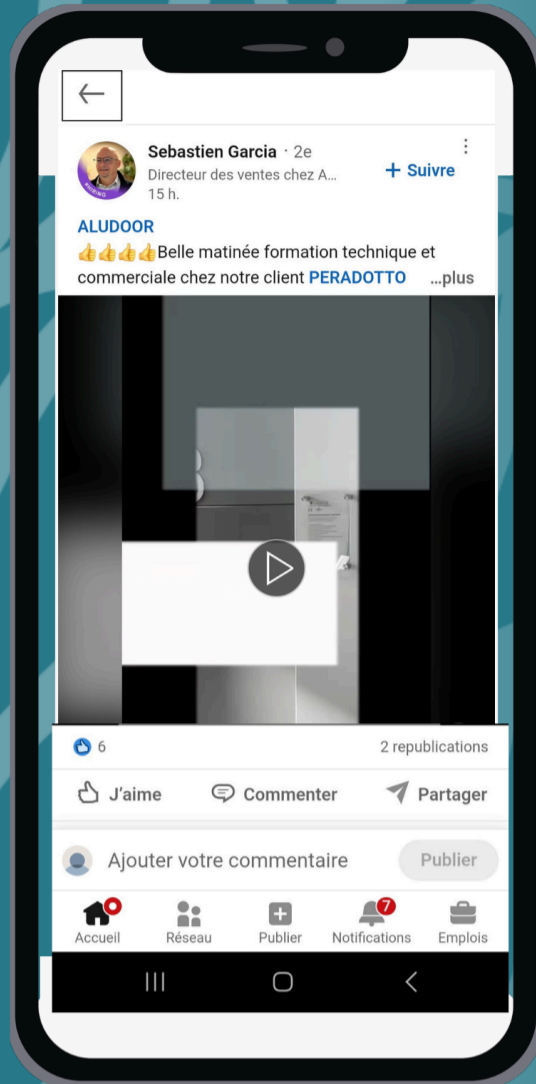 Sebastien Garcia · 2e
Directeur des ventes chez A...
+ Suivre
15 h.
ALUDOOR
👍👍👍👍Belle matinée formation technique et
commerciale chez notre client PERADOTTO ...plus
6
2 republications
J'aime
Commenter
Partager
Ajouter votre commentaire
Publier
7
Accueil
Réseau
Publier
Notifications
Emplois